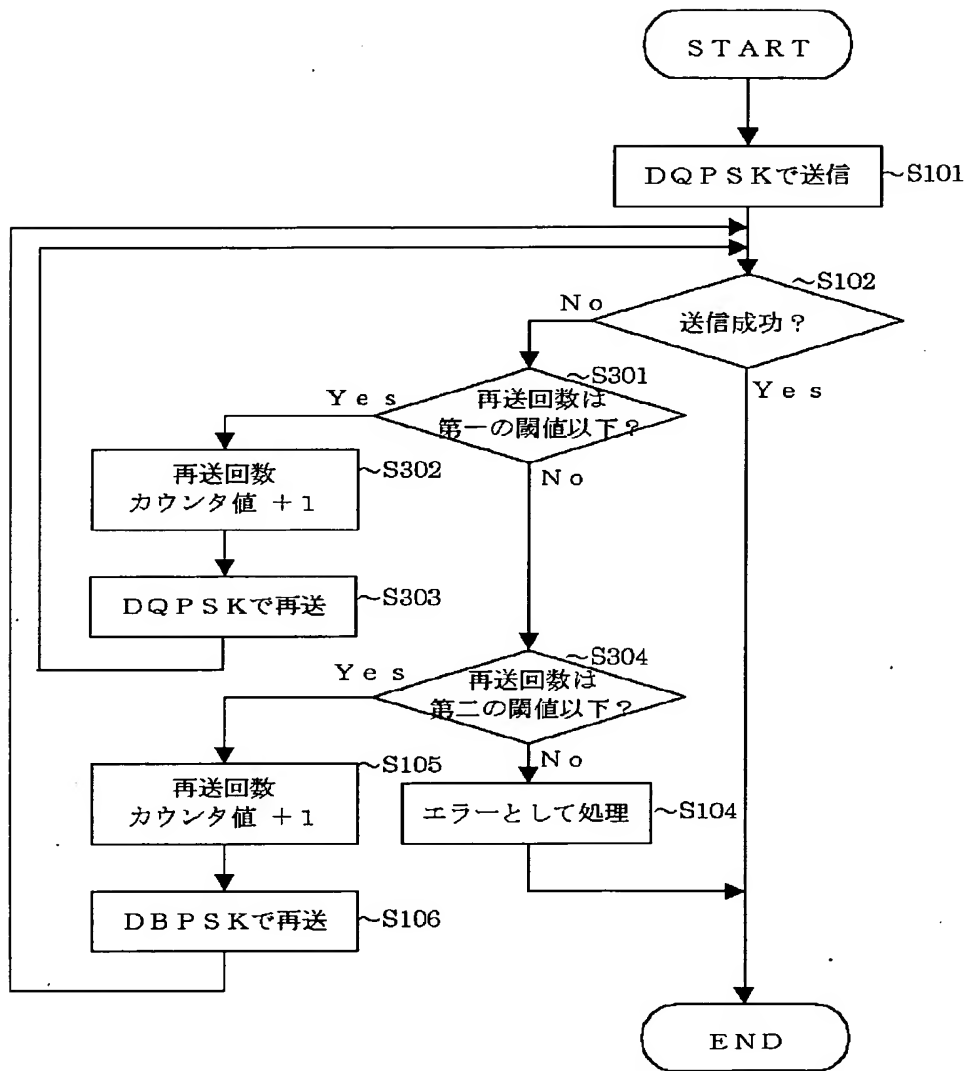 START
DQPSKで送信
~S101
~S102
No
送信成功?
Yes
~S301
Yes
再送回数は
第一の閾値以下?
No
再送回数
カウンタ値 +1
~S302
DQPSKで再送
~S303
~S304
Yes
再送回数は
第二の閾値以下?
No
再送回数
カウンタ値 +1
~S105
エラーとして処理
~S104
DBPSKで再送
~S106
END